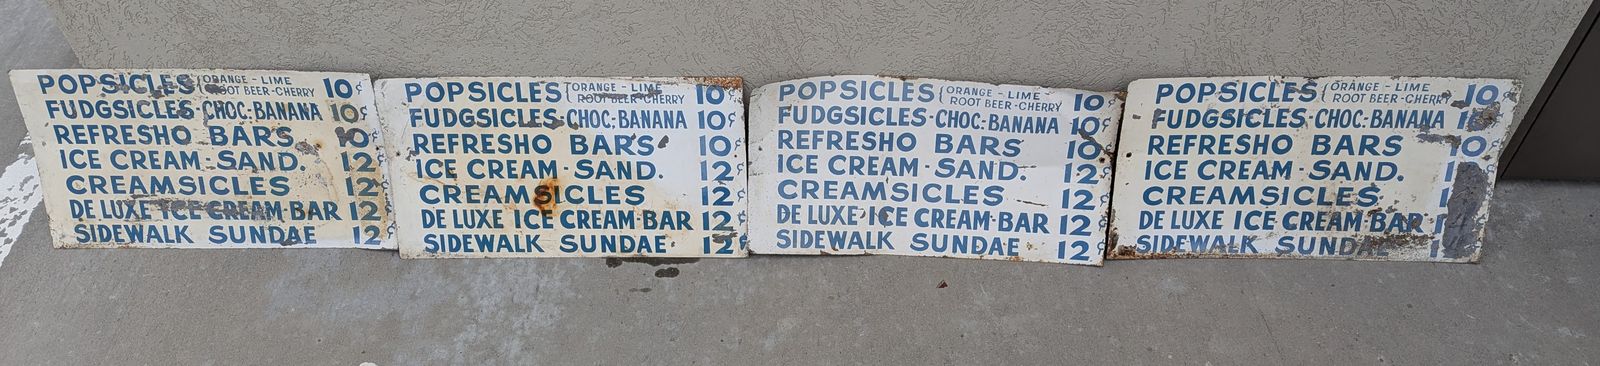 POPSICLES ORANGE - LIME ROOT BEER - CHERRY 10¢
FUDGSICLES - CHOC.-BANANA 10¢
REFRESHO BARS 10¢
ICE CREAM - SAND. 12¢
CREAMSICLES 12¢
DE LUXE ICE CREAM-BAR 12¢
SIDEWALK SUNDAE 12¢
POPSICLES ORANGE - LIME ROOT BEER - CHERRY 10¢
FUDGSICLES - CHOC.-BANANA 10¢
REFRESHO BARS 10¢
ICE CREAM - SAND. 12¢
CREAMSICLES 12¢
DE LUXE ICE CREAM-BAR 12¢
SIDEWALK SUNDAE 12¢
POPSICLES ORANGE - LIME ROOT BEER - CHERRY 10¢
FUDGSICLES - CHOC.-BANANA 10¢
REFRESHO BARS 10¢
ICE CREAM - SAND. 12¢
CREAMSICLES 12¢
DE LUXE ICE CREAM-BAR 12¢
SIDEWALK SUNDAE 12¢
POPSICLES ORANGE - LIME ROOT BEER - CHERRY 10¢
FUDGSICLES - CHOC.-BANANA 10¢
REFRESHO BARS 10¢
ICE CREAM - SAND.
CREAMSICLES
DE LUXE ICE CREAM-BAR
SIDEWALK SUNDAE